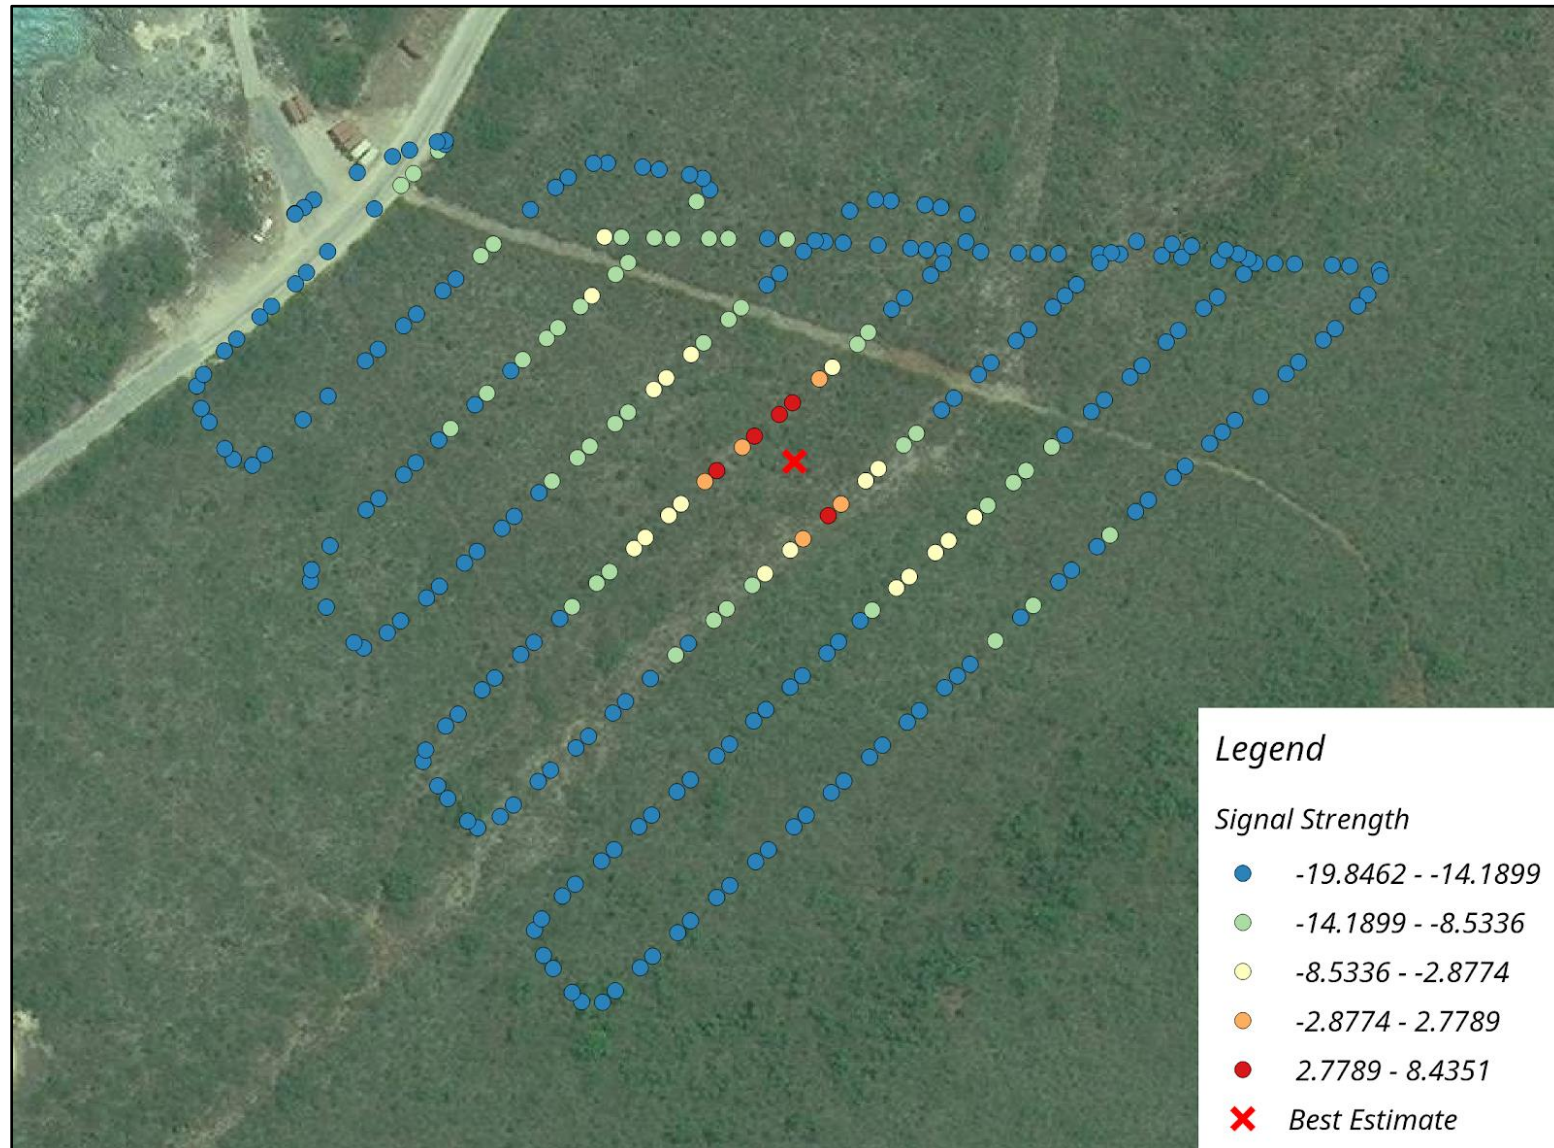 Legend
Signal Strength
-19.8462 - -14.1899
-14.1899 - -8.5336
-8.5336 - -2.8774
-2.8774 - 2.7789
2.7789 - 8.4351
Best Estimate